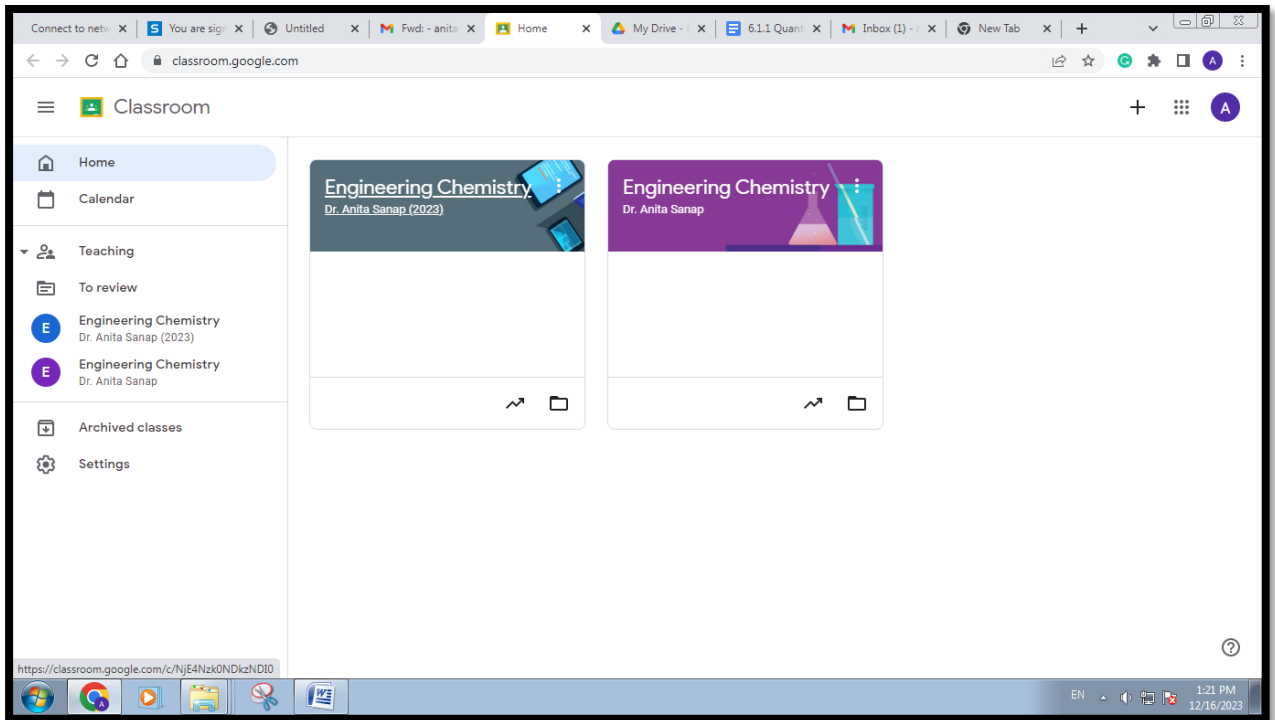 Connect to netw
S You are sign
Untitled
Fwd: - anita
Home
My Drive -
6.1.1 Quant
Inbox (1) -
New Tab
classroom.google.com
A
Classroom
A
Home
Calendar
Teaching
To review
E Engineering Chemistry
Dr. Anita Sanap (2023)
E Engineering Chemistry
Dr. Anita Sanap
Archived classes
Settings
Engineering Chemistry
Dr. Anita Sanap (2023)
Engineering Chemistry
Dr. Anita Sanap
https://classroom.google.com/c/NjE4Nzk0NDkzNDI0
EN
1:21 PM
12/16/2023